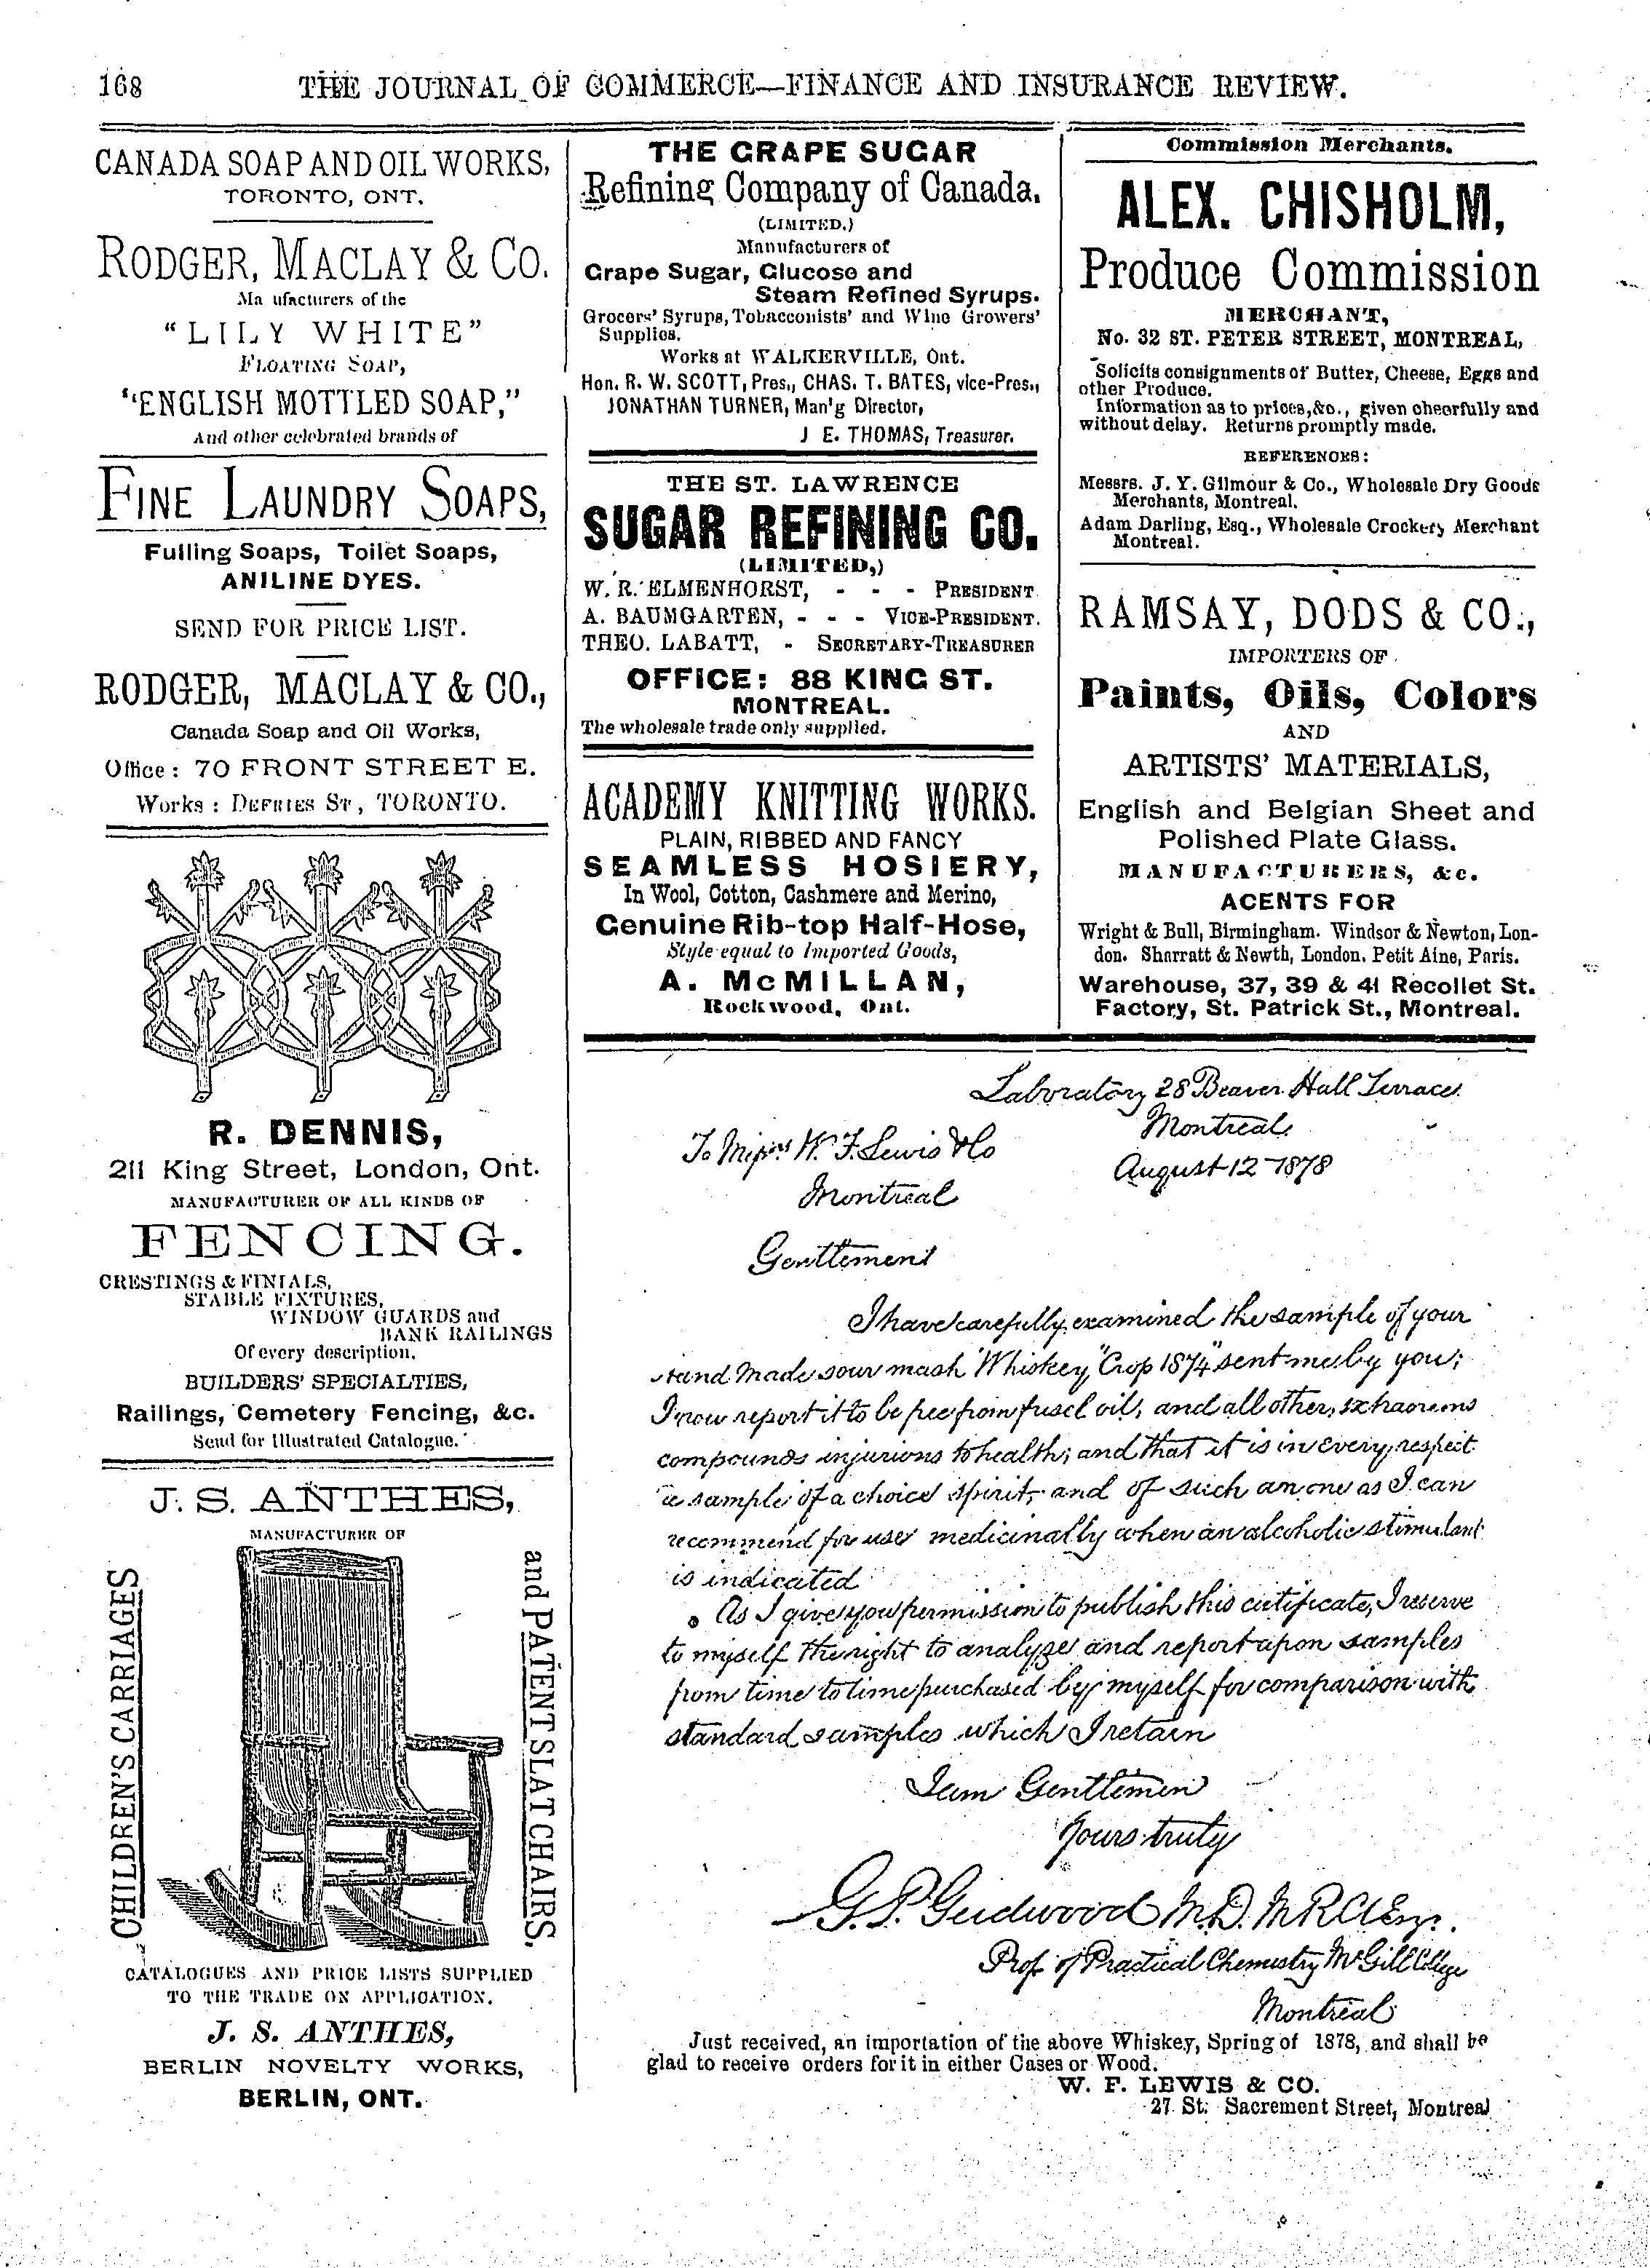 168 THE JOURNAL OF COMMERCE—FINANCE AND INSURANCE REVIEW.
CANADA SOAP AND OIL WORKS,
TORONTO, ONT.
RODGER, MACLAY & CO.
Ma ufacturers of the
"LILY WHITE"
FLOATING SOAP,
"ENGLISH MOTTLED SOAP,"
And other celebrated brands of
FINE LAUNDRY SOAPS,
Fulling Soaps, Toilet Soaps,
ANILINE DYES.
SEND FOR PRICE LIST.
RODGER, MACLAY & CO.,
Canada Soap and Oil Works,
Office: 70 FRONT STREET E.
Works: DEFRIES ST, TORONTO.
R. DENNIS,
211 King Street, London, Ont.
MANUFACTURER OF ALL KINDS OF
FENCING.
CRESTINGS & FINIALS,
STABLE FIXTURES,
WINDOW GUARDS and
BANK RAILINGS
Of every description.
BUILDERS' SPECIALTIES,
Railings, Cemetery Fencing, &c.
Send for Illustrated Catalogue.
J. S. ANTHES,
MANUFACTURER OF
CHILDREN'S CARRIAGES
and PATENT SLAT CHAIRS.
CATALOGUES AND PRICE LISTS SUPPLIED
TO THE TRADE ON APPLICATION.
J. S. ANTHES,
BERLIN NOVELTY WORKS,
BERLIN, ONT.
THE GRAPE SUGAR
Refining Company of Canada.
(LIMITED.)
Manufacturers of
Grape Sugar, Glucose and
Steam Refined Syrups.
Grocers' Syrups, Tobacconists' and Wine Growers'
Supplies.
Works at WALKERVILLE, Ont.
Hon. R. W. SCOTT, Pres., CHAS. T. BATES, vice-Pres.,
JONATHAN TURNER, Man'g Director,
J E. THOMAS, Treasurer.
THE ST. LAWRENCE
SUGAR REFINING CO.
(LIMITED,)
W. R. ELMENHORST, - - - PRESIDENT
A. BAUMGARTEN, - - - VICE-PRESIDENT.
THEO. LABATT, - SECRETARY-TREASURER
OFFICE: 88 KING ST.
MONTREAL.
The wholesale trade only supplied.
ACADEMY KNITTING WORKS.
PLAIN, RIBBED AND FANCY
SEAMLESS HOSIERY,
In Wool, Cotton, Cashmere and Merino,
Genuine Rib-top Half-Hose,
Style equal to Imported Goods,
A. McMILLAN,
Rockwood, Ont.
Commission Merchants.
ALEX. CHISHOLM,
Produce Commission
MERCHANT,
No. 32 ST. PETER STREET, MONTREAL,
Solicits consignments of Butter, Cheese, Eggs and
other Produce.
Information as to prices, &c., given cheerfully and
without delay. Returns promptly made.
REFERENCES:
Messrs. J. Y. Gilmour & Co., Wholesale Dry Goods
Merchants, Montreal.
Adam Darling, Esq., Wholesale Crockery Merchant
Montreal.
RAMSAY, DODS & CO.,
IMPORTERS OF
Paints, Oils, Colors
AND
ARTISTS' MATERIALS,
English and Belgian Sheet and
Polished Plate Glass.
MANUFACTURERS, &c.
AGENTS FOR
Wright & Bull, Birmingham. Windsor & Newton, Lon-
don. Sharratt & Newth, London. Petit Aine, Paris.
Warehouse, 37, 39 & 41 Recollet St.
Factory, St. Patrick St., Montreal.
Laboratory 28 Beaver Hall Terrace
Montreal
August 12 1878
To Messrs W. F. Lewis & Co
Montreal
Gentlemen
I have carefully examined the sample of your
Hand Made sour mash "Whiskey" Crop 1874" sent me by you;
I now report it to be free from fusel oil, and all other extraneous
compounds injurious to health; and that it is in every respect
a sample of a choice spirit, and of such an one as I can
recommend for use medicinally when an alcoholic stimulant
is indicated
As I give you permission to publish this certificate, I reserve
to myself the right to analyze and report upon samples
from time to time purchased by myself for comparison with
standard samples which I retain
I am Gentlemen
Yours truly
G. P. Girdwood M.D. M.R.C.S. Eng.
Prof of Practical Chemistry McGill College
Montreal
Just received, an importation of the above Whiskey, Spring of 1878, and shall be
glad to receive orders for it in either Cases or Wood.
W. F. LEWIS & CO.
27 St. Sacrement Street, Montreal